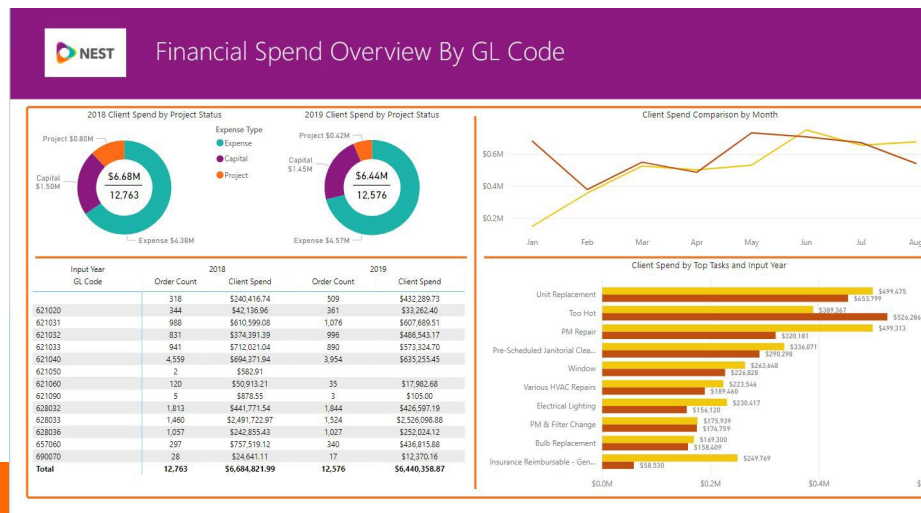 NEST
Financial Spend Overview By GL Code
2018 Client Spend by Project Status
Project $0.80M
Capital
$1.50M
$6.68M
12,763
Expense $4.38M
Expense Type
Expense
Capital
Project
2019 Client Spend by Project Status
Project $0.42M
Capital
$1.45M
$6.44M
12,576
Expense $4.57M
Client Spend Comparison by Month
$0.6M
$0.4M
$0.2M
Jan Feb Mar Apr May Jun Jul Aug
Input Year 2018 2019
GL Code Order Count Client Spend Order Count Client Spend
318 $240,416.74 509 $432,289.73
621020 344 $42,136.96 361 $33,262.40
621031 988 $610,599.08 1,076 $607,689.51
621032 831 $374,391.39 996 $486,543.17
621033 941 $712,021.04 890 $573,324.70
621040 4,559 $694,371.94 3,954 $635,255.45
621050 2 $582.91
621060 120 $50,913.21 35 $17,982.68
621090 5 $878.55 3 $105.00
628032 1,813 $441,771.54 1,844 $426,597.19
628033 1,460 $2,491,722.97 1,524 $2,526,098.88
628036 1,057 $242,855.43 1,027 $252,024.12
657060 297 $757,519.12 340 $436,815.88
690070 28 $24,641.11 17 $12,370.16
Total 12,763 $6,684,821.99 12,576 $6,440,358.87
Client Spend by Top Tasks and Input Year
Unit Replacement $499,475
$453,799
Too Hot $389,367
$526,286
PM Repair $499,313
$320,181
Pre-Scheduled Janitorial Clea... $336,071
$290,298
Window $263,648
$226,828
Various HVAC Repairs $223,546
$189,460
Electrical Lighting $230,417
$156,120
PM & Filter Change $175,939
$174,759
Bulb Replacement $169,300
$158,409
Insurance Reimbursable - Gen... $249,769
$58,530
$0.0M $0.2M $0.4M